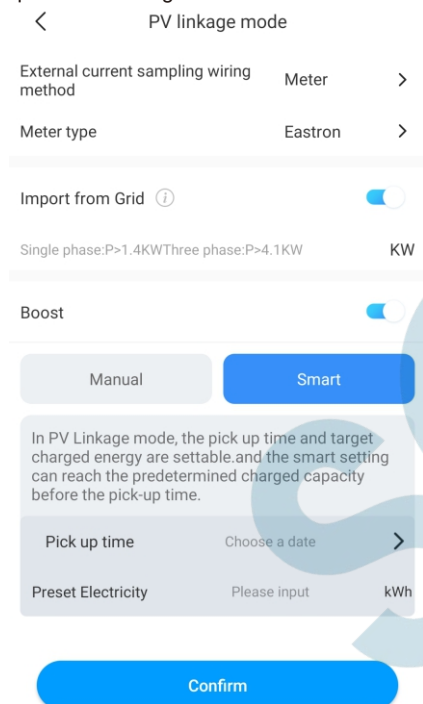 PV linkage mode
External current sampling wiring method Meter
Meter type Eastron
Import from Grid
Single phase:P>1.4KWThree phase:P>4.1KW KW
Boost
Manual Smart
In PV Linkage mode, the pick up time and target
charged energy are settable.and the smart setting
can reach the predetermined charged capacity
before the pick-up time.
Pick up time Choose a date
Preset Electricity Please input kWh
Confirm